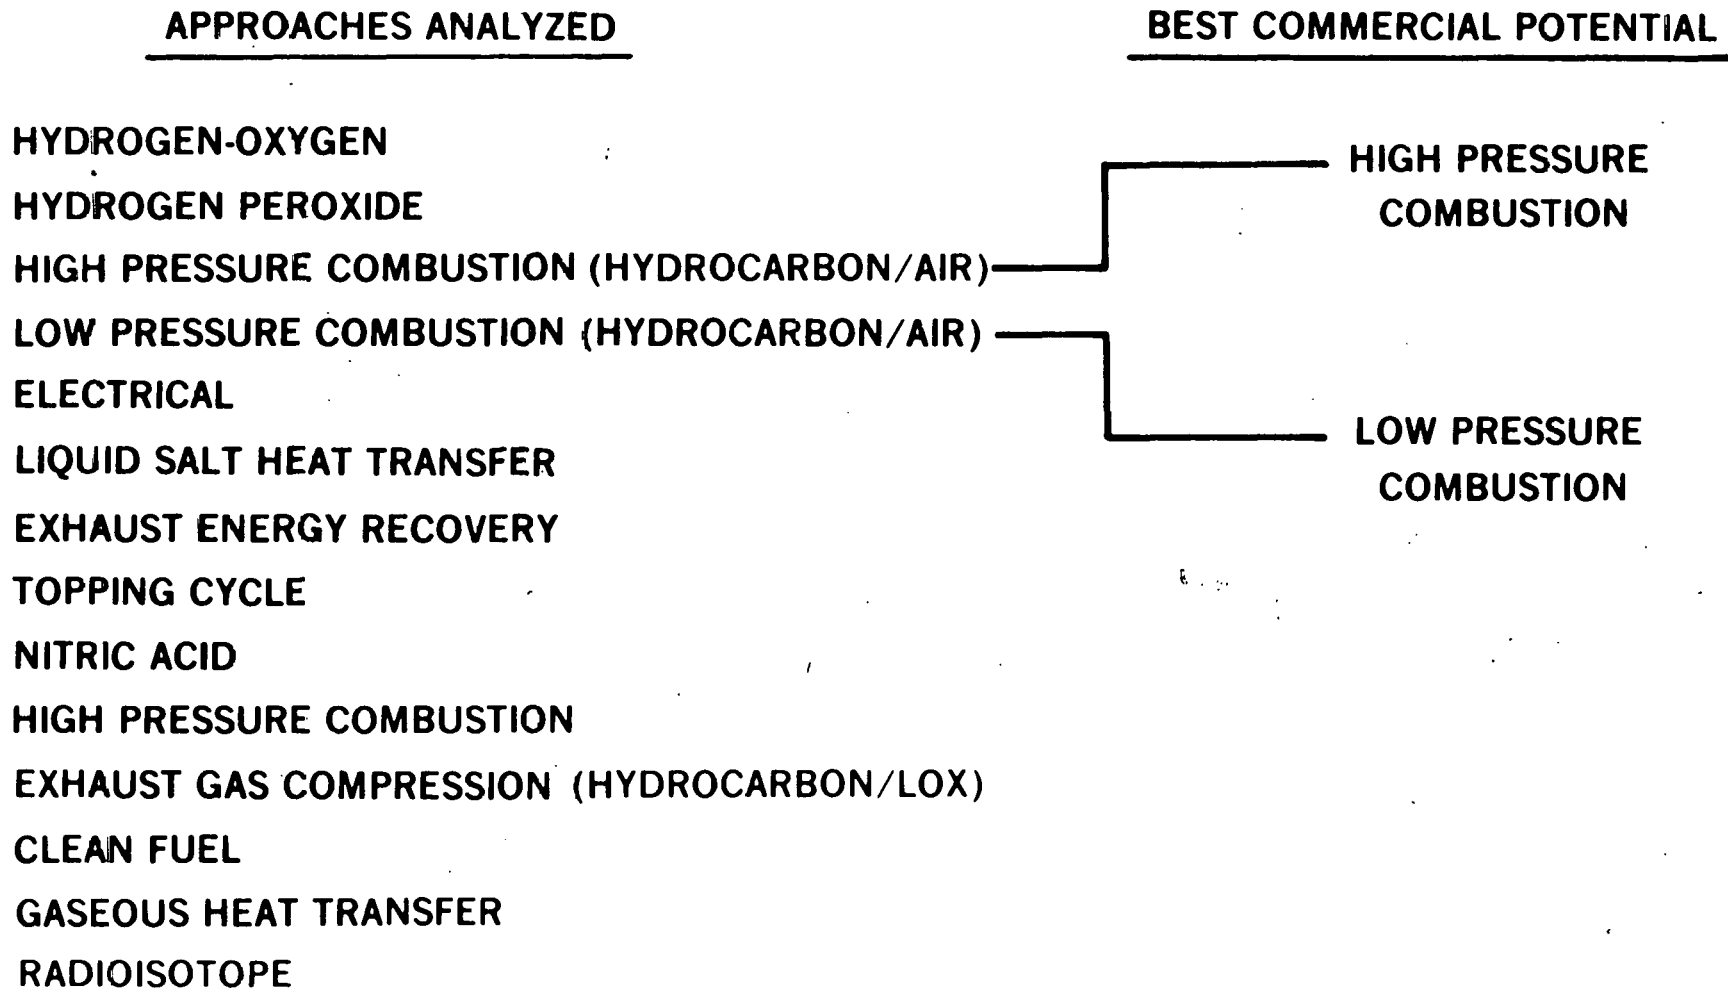 APPROACHES ANALYZED
BEST COMMERCIAL POTENTIAL
HYDROGEN-OXYGEN
HYDROGEN PEROXIDE
HIGH PRESSURE COMBUSTION (HYDROCARBON/AIR)
LOW PRESSURE COMBUSTION (HYDROCARBON/AIR)
ELECTRICAL
LIQUID SALT HEAT TRANSFER
EXHAUST ENERGY RECOVERY
TOPPING CYCLE
NITRIC ACID
HIGH PRESSURE COMBUSTION
EXHAUST GAS COMPRESSION (HYDROCARBON/LOX)
CLEAN FUEL
GASEOUS HEAT TRANSFER
RADIOISOTOPE
HIGH PRESSURE
COMBUSTION
LOW PRESSURE
COMBUSTION